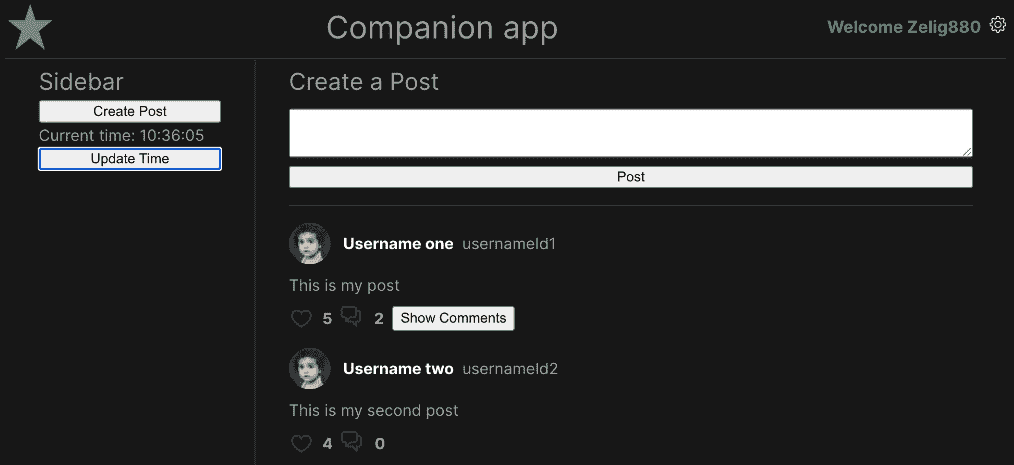 Companion app
Welcome Zelig880
Sidebar
Create Post
Current time: 10:36:05
Update Time
Create a Post
Post
Username one usernameId1
This is my post
5 2 Show Comments
Username two usernameId2
This is my second post
4 0